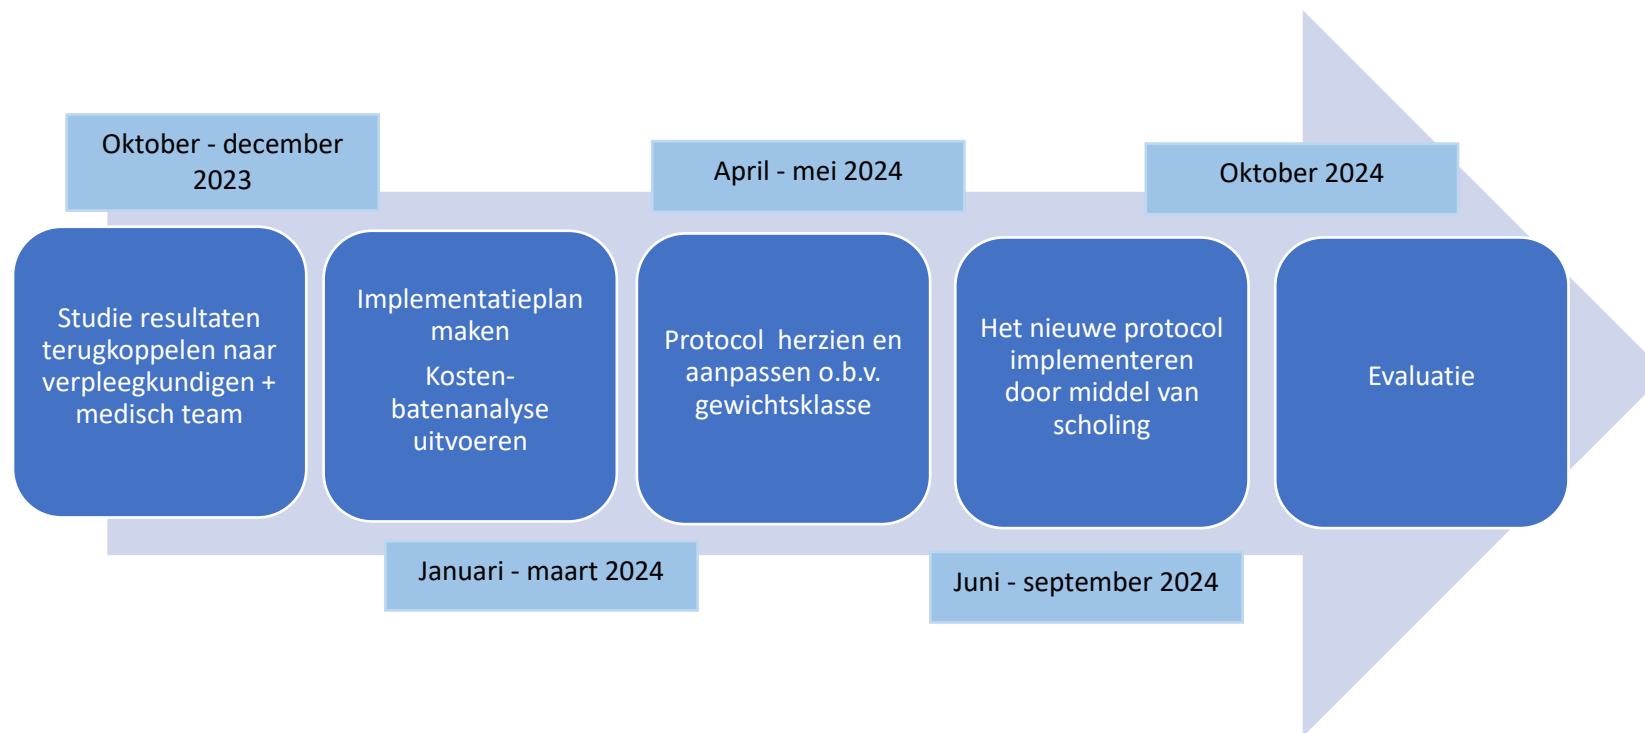 Oktober - december
2023
Studie resultaten
terugkoppelen naar
verpleegkundigen +
medisch team
Implementatieplan
maken
Kosten-
batenanalyse
uitvoeren
Januari - maart 2024
April - mei 2024
Protocol  herzien en
aanpassen o.b.v.
gewichtsklasse
Het nieuwe protocol
implementeren
door middel van
scholing
Juni - september 2024
Oktober 2024
Evaluatie